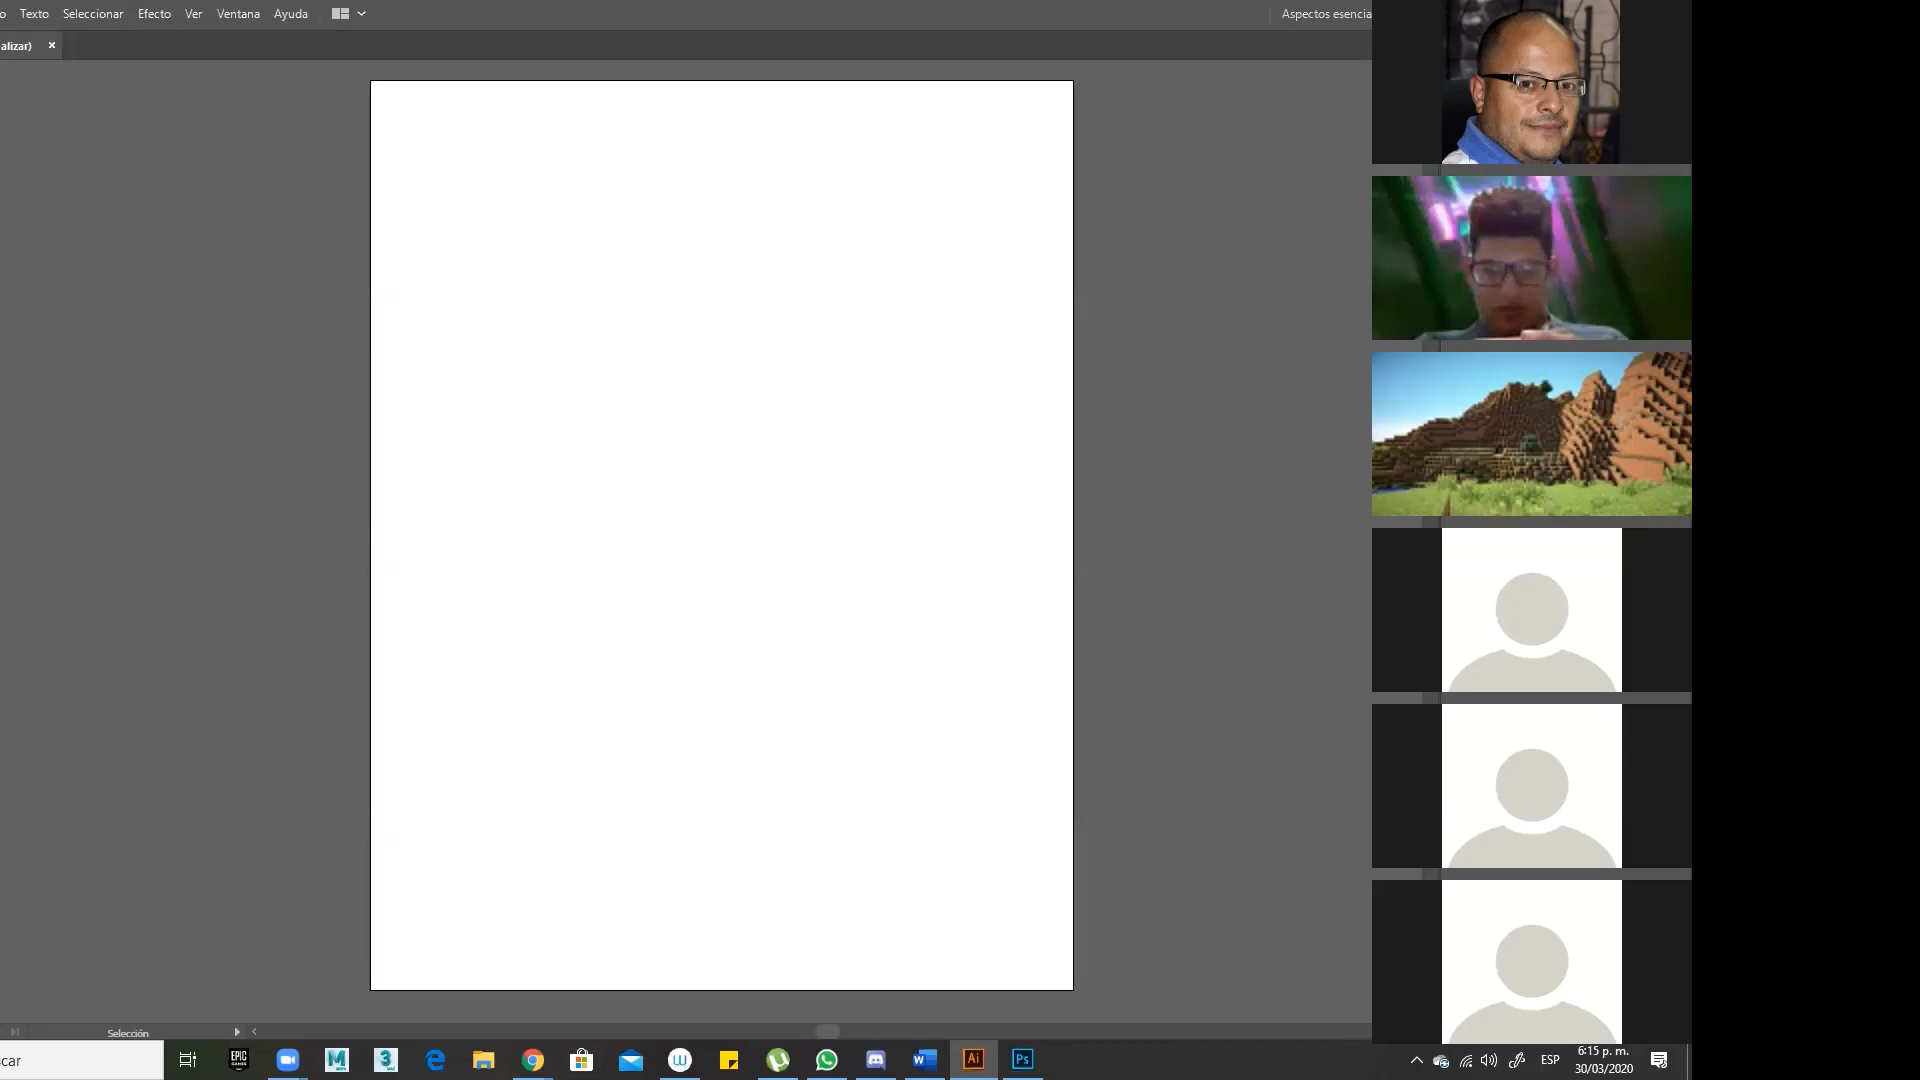 o Texto Seleccionar Efecto Ver Ventana Ayuda
Aspectos esencia
alizar) ×
Selección
car
EPIC GAMES
M
3
W
Ai
Ps
ESP
6:15 p. m.
30/03/2020